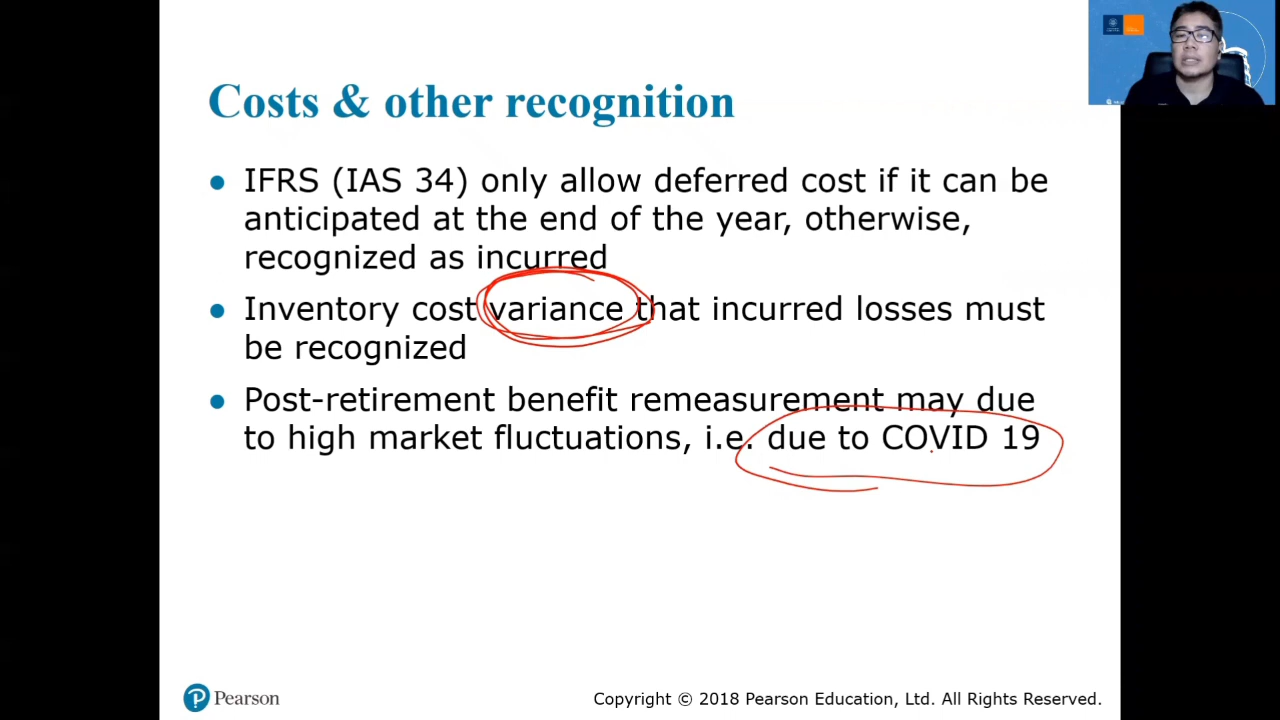 Costs & other recognition
● IFRS (IAS 34) only allow deferred cost if it can be
anticipated at the end of the year, otherwise,
recognized as incurred
● Inventory cost variance that incurred losses must
be recognized
● Post-retirement benefit remeasurement may due
to high market fluctuations, i.e. due to COVID 19
Pearson
Copyright © 2018 Pearson Education, Ltd. All Rights Reserved.